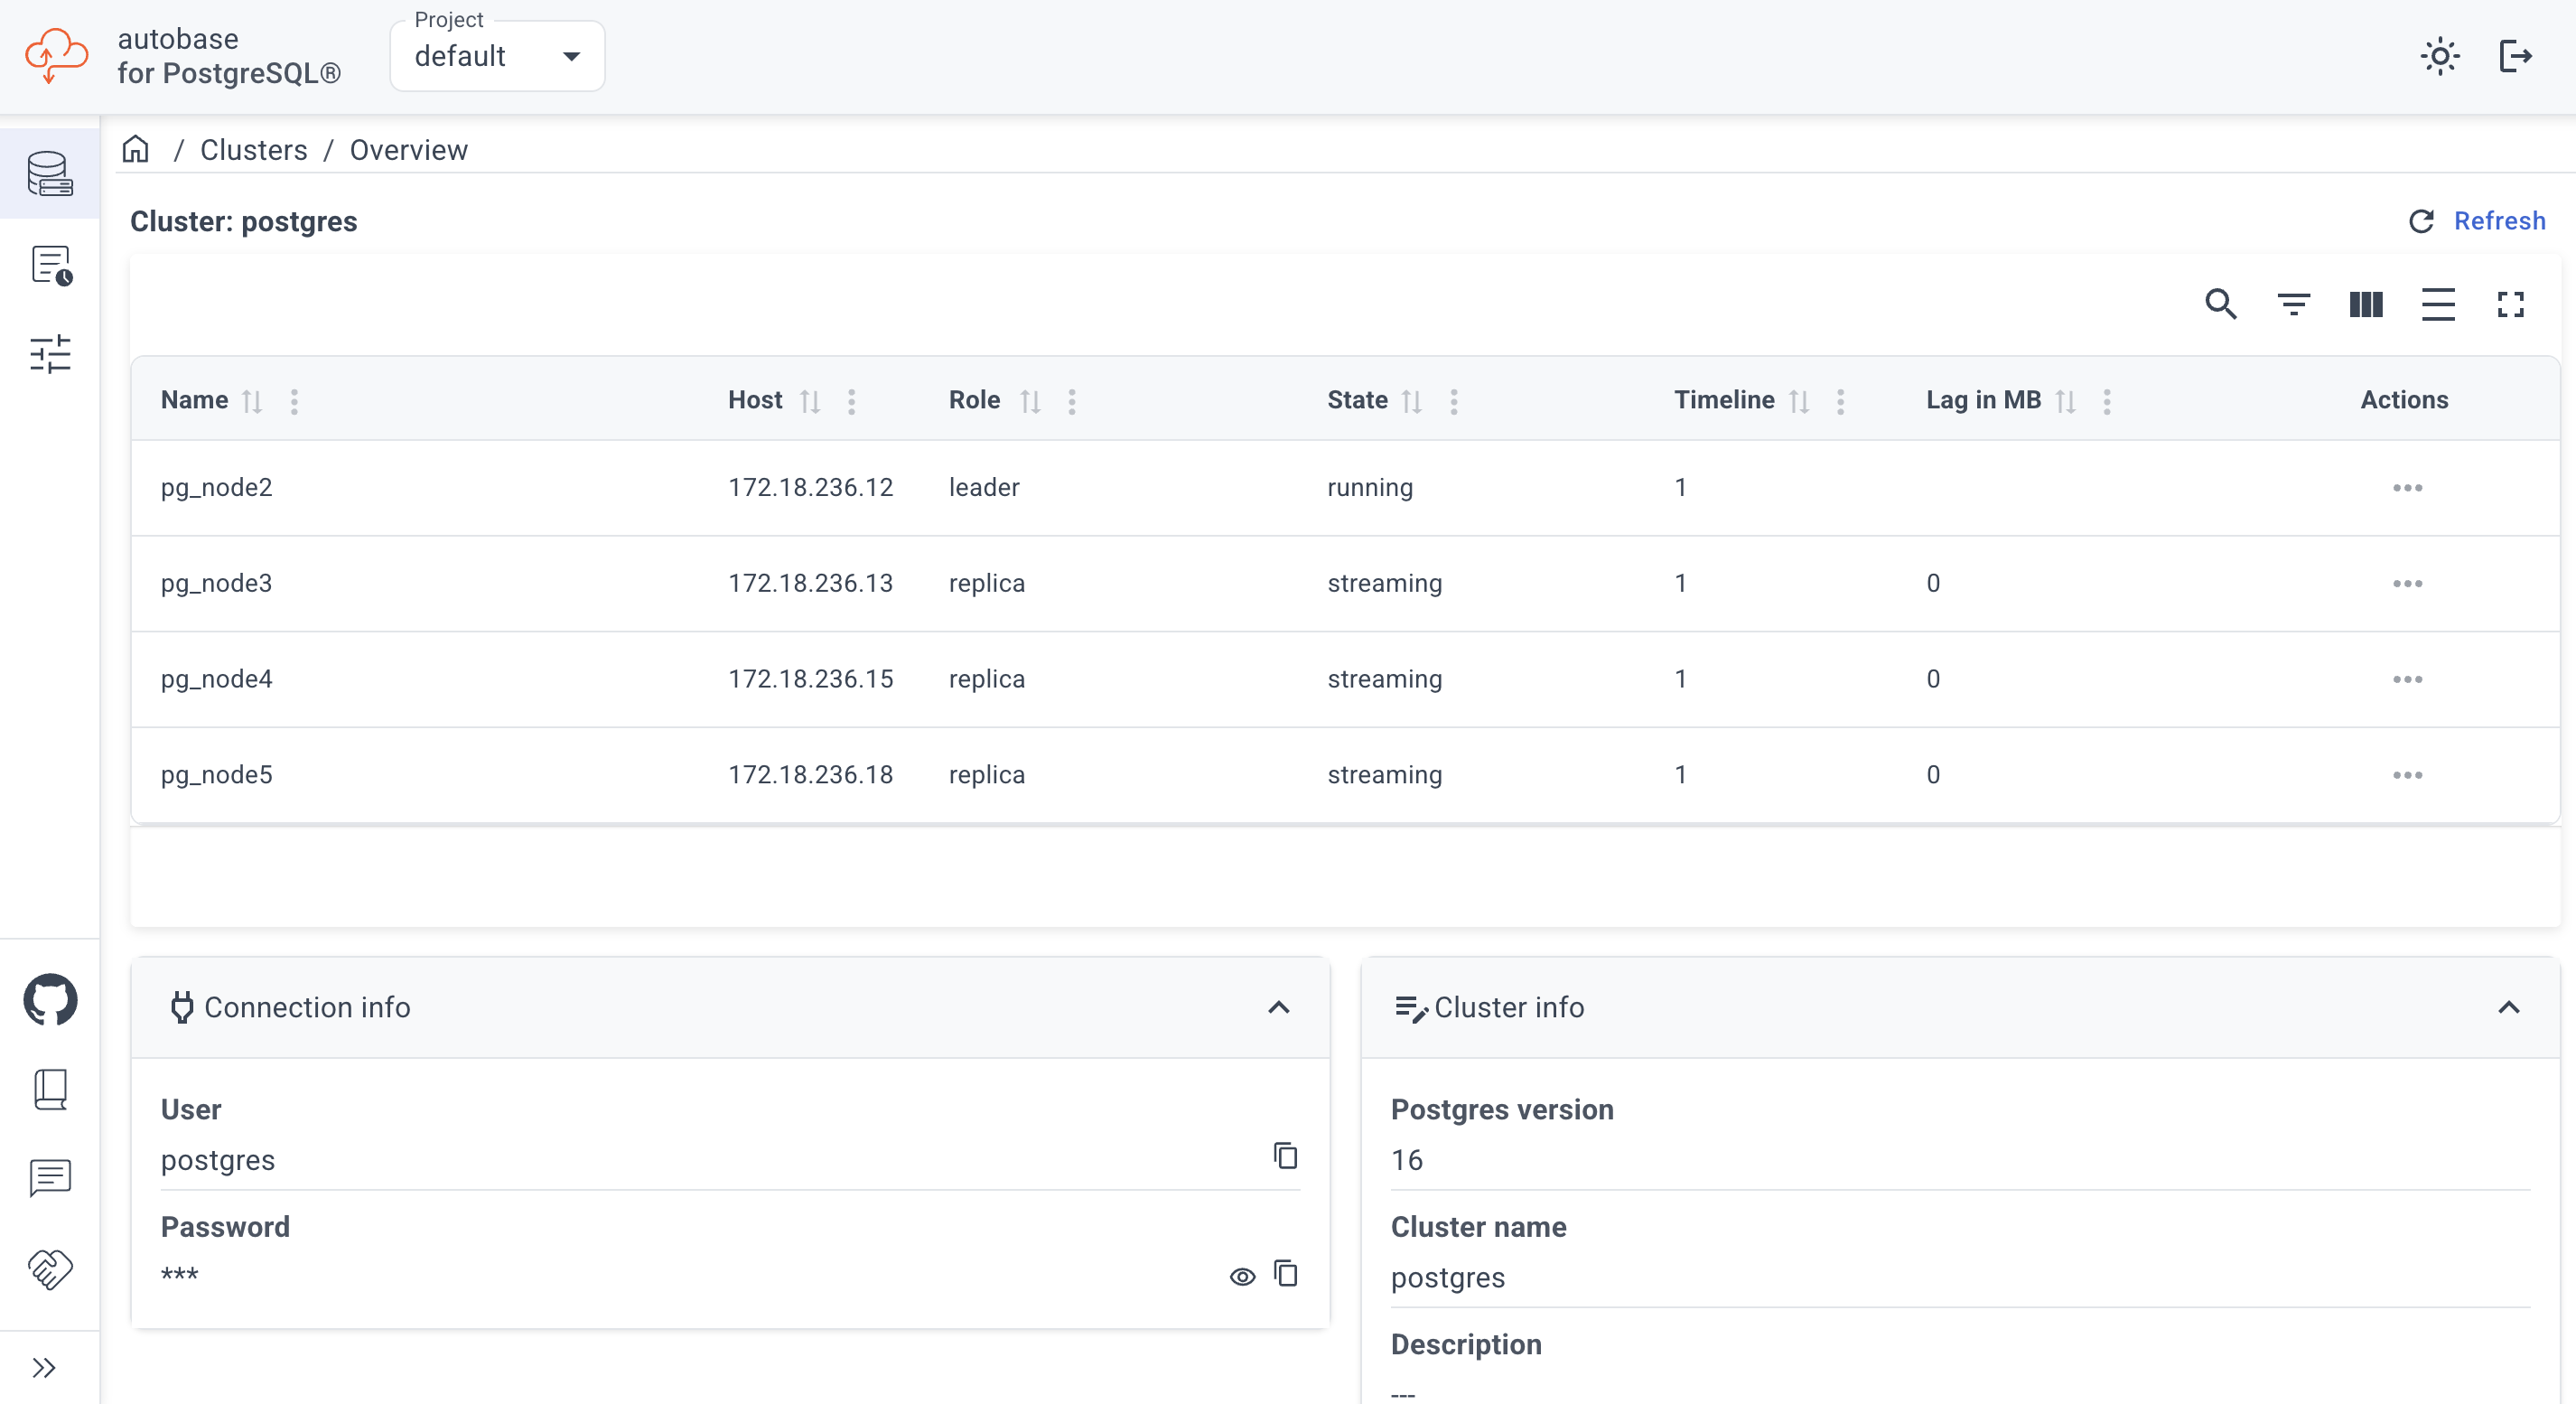 autobase
for PostgreSQL®
Project
default
/ Clusters / Overview
Cluster: postgres
Refresh
Name Host Role State Timeline Lag in MB Actions
pg_node2 172.18.236.12 leader running 1
pg_node3 172.18.236.13 replica streaming 1 0
pg_node4 172.18.236.15 replica streaming 1 0
pg_node5 172.18.236.18 replica streaming 1 0
Connection info
User
postgres
Password
***
Cluster info
Postgres version
16
Cluster name
postgres
Description
---